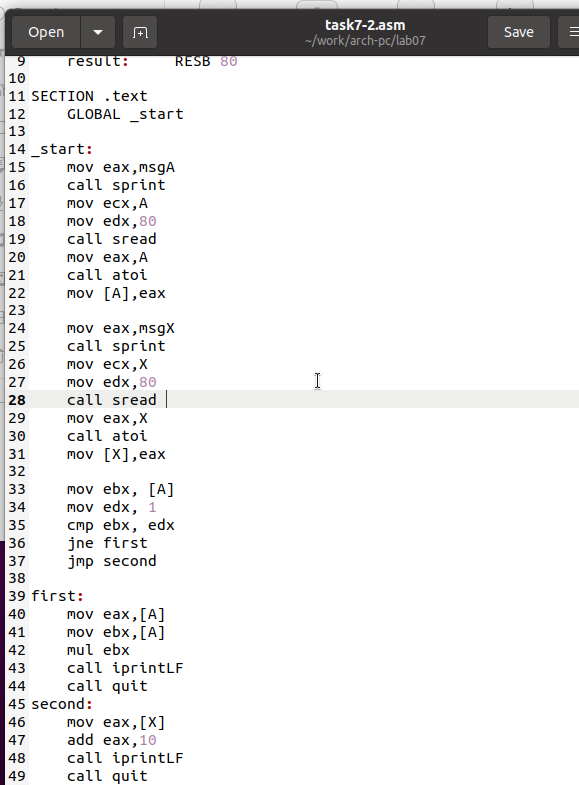 task7-2.asm
Open
~/work/arch-pc/lab07
Save
9     result:     RESB 80
10
11 SECTION .text
12     GLOBAL _start
13
14 _start:
15     mov eax,msgA
16     call sprint
17     mov ecx,A
18     mov edx,80
19     call sread
20     mov eax,A
21     call atoi
22     mov [A],eax
23
24     mov eax,msgX
25     call sprint
26     mov ecx,X
27     mov edx,80
28     call sread
29     mov eax,X
30     call atoi
31     mov [X],eax
32
33     mov ebx, [A]
34     mov edx, 1
35     cmp ebx, edx
36     jne first
37     jmp second
38
39 first:
40     mov eax,[A]
41     mov ebx,[A]
42     mul ebx
43     call iprintLF
44     call quit
45 second:
46     mov eax,[X]
47     add eax,10
48     call iprintLF
49     call quit